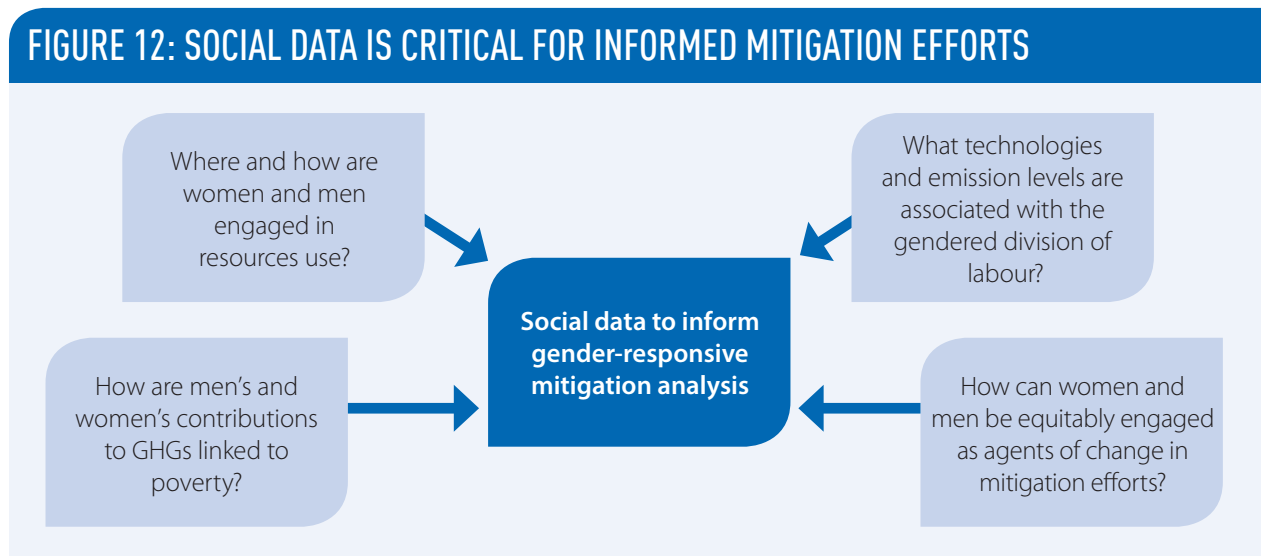 FIGURE 12: SOCIAL DATA IS CRITICAL FOR INFORMED MITIGATION EFFORTS
Where and how are
women and men
engaged in
resources use?
What technologies
and emission levels are
associated with the
gendered division of
labour?
Social data to inform
gender-responsive
mitigation analysis
How are men’s and
women’s contributions
to GHGs linked to
poverty?
How can women and
men be equitably engaged
as agents of change in
mitigation efforts?